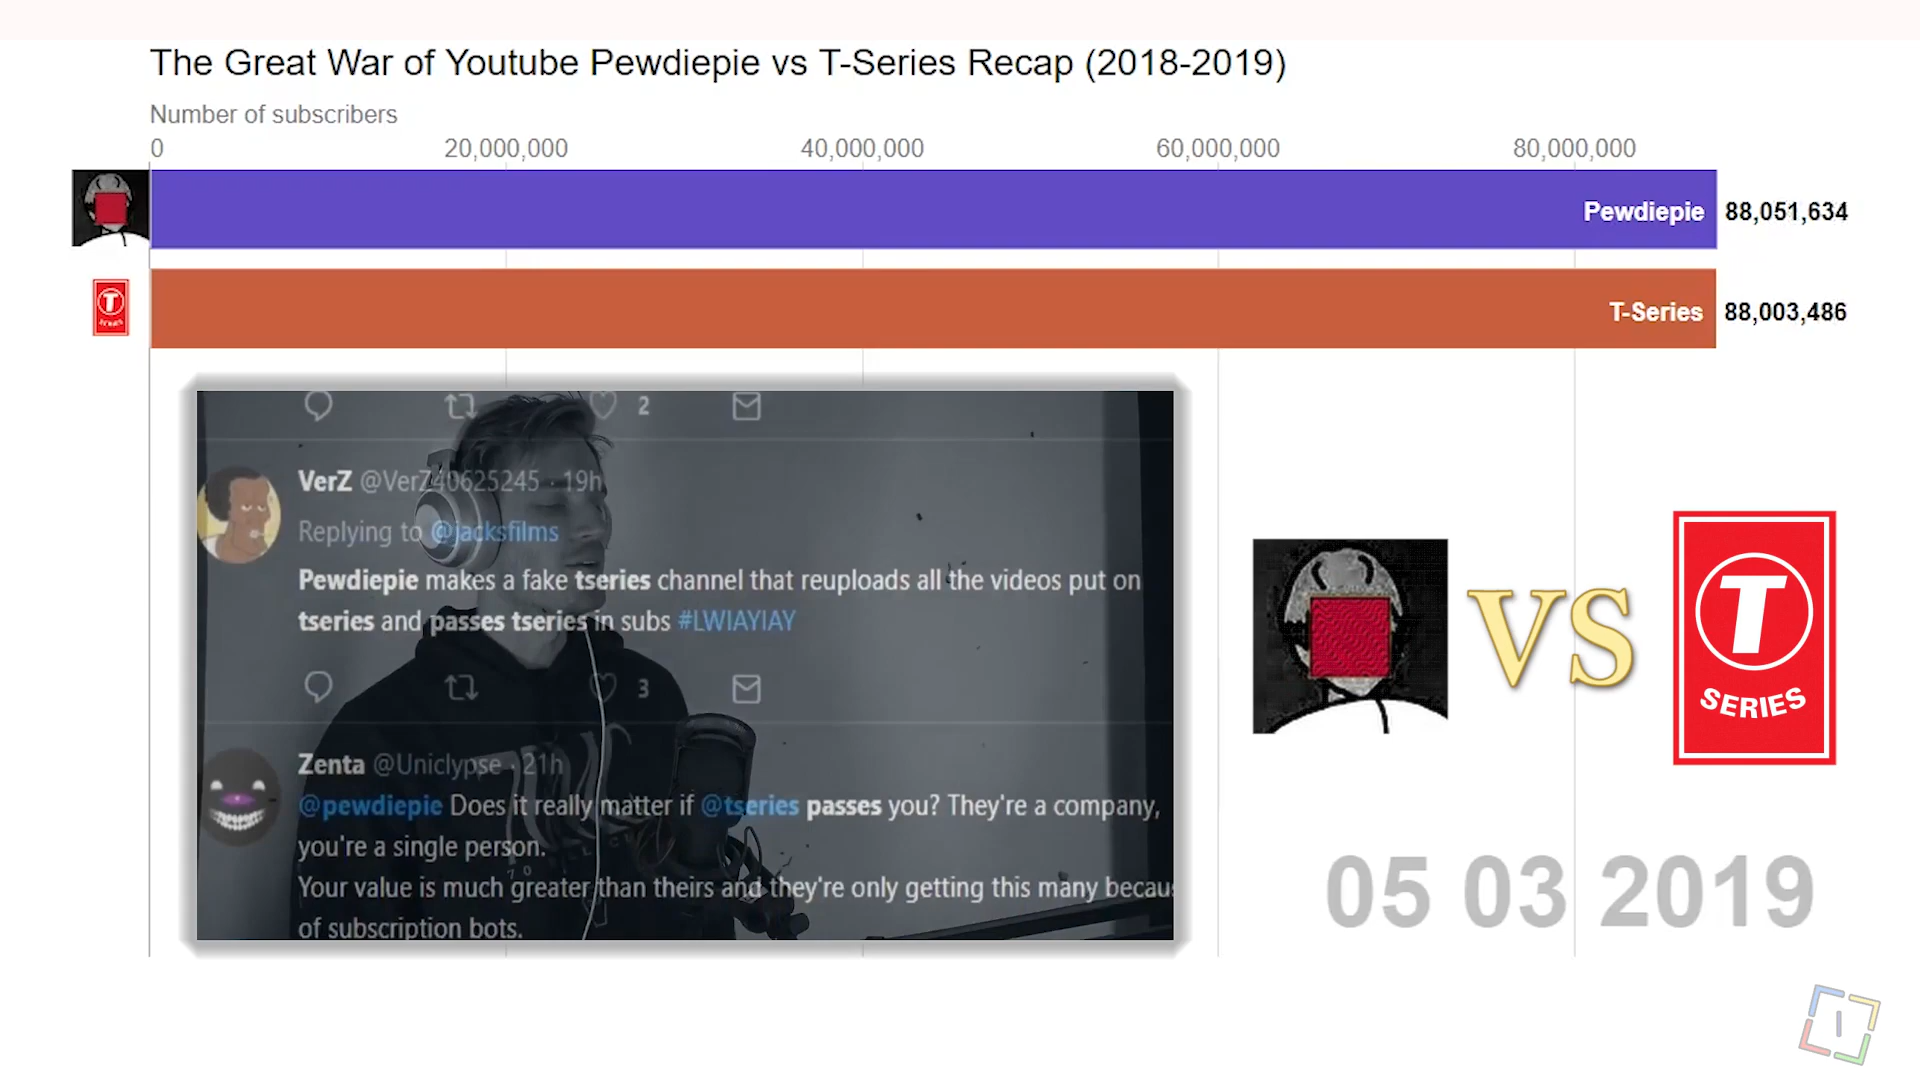 The Great War of Youtube Pewdiepie vs T-Series Recap (2018-2019)
Number of subscribers
0 20,000,000 40,000,000 60,000,000 80,000,000
Pewdiepie 88,051,634
T SERIES
T-Series 88,003,486
2
VerZ @VerZ40625245 · 19h
Replying to @jacksfilms
Pewdiepie makes a fake tseries channel that reuploads all the videos put on
tseries and passes tseries in subs #LWIAYIAY
3
Zenta @Uniclypse · 21h
@pewdiepie Does it really matter if @tseries passes you? They're a company,
you're a single person.
Your value is much greater than theirs and they're only getting this many becau
of subscription bots.
VS
T
SERIES
05 03 2019